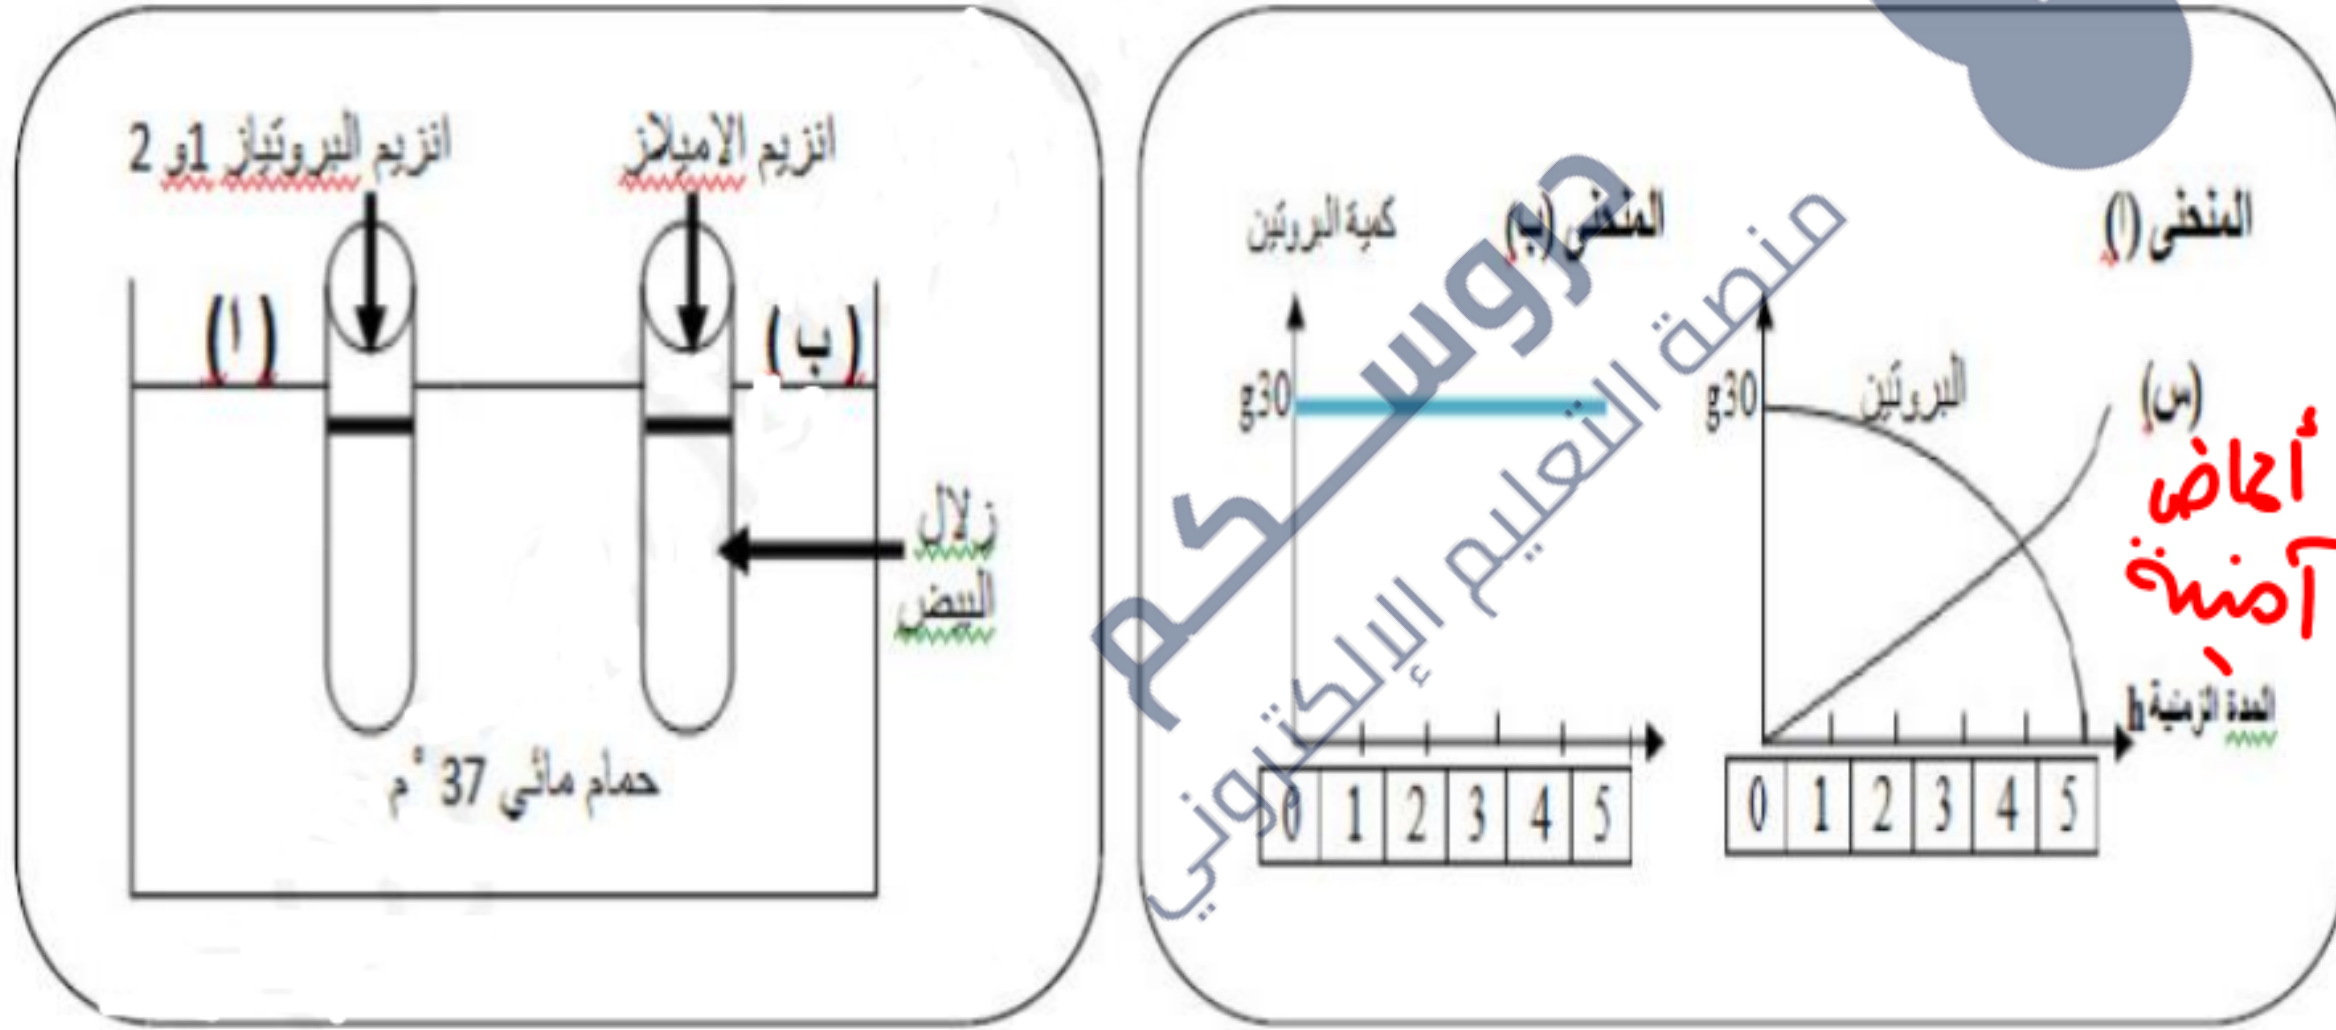 انزيم البروتياز 1و 2
انزيم الاميلاز
( أ )
( ب )
زلال
البيض
حمام مائي 37 ° م
المنحنى (أ)
المنحنى (ب)
كمية البروتين
g30
0 1 2 3 4 5
g30
البروتين
(س)
أحماض
آمينية
المدة الزمنية h
0 1 2 3 4 5
دروسكم
منصة التعليم الإلكتروني